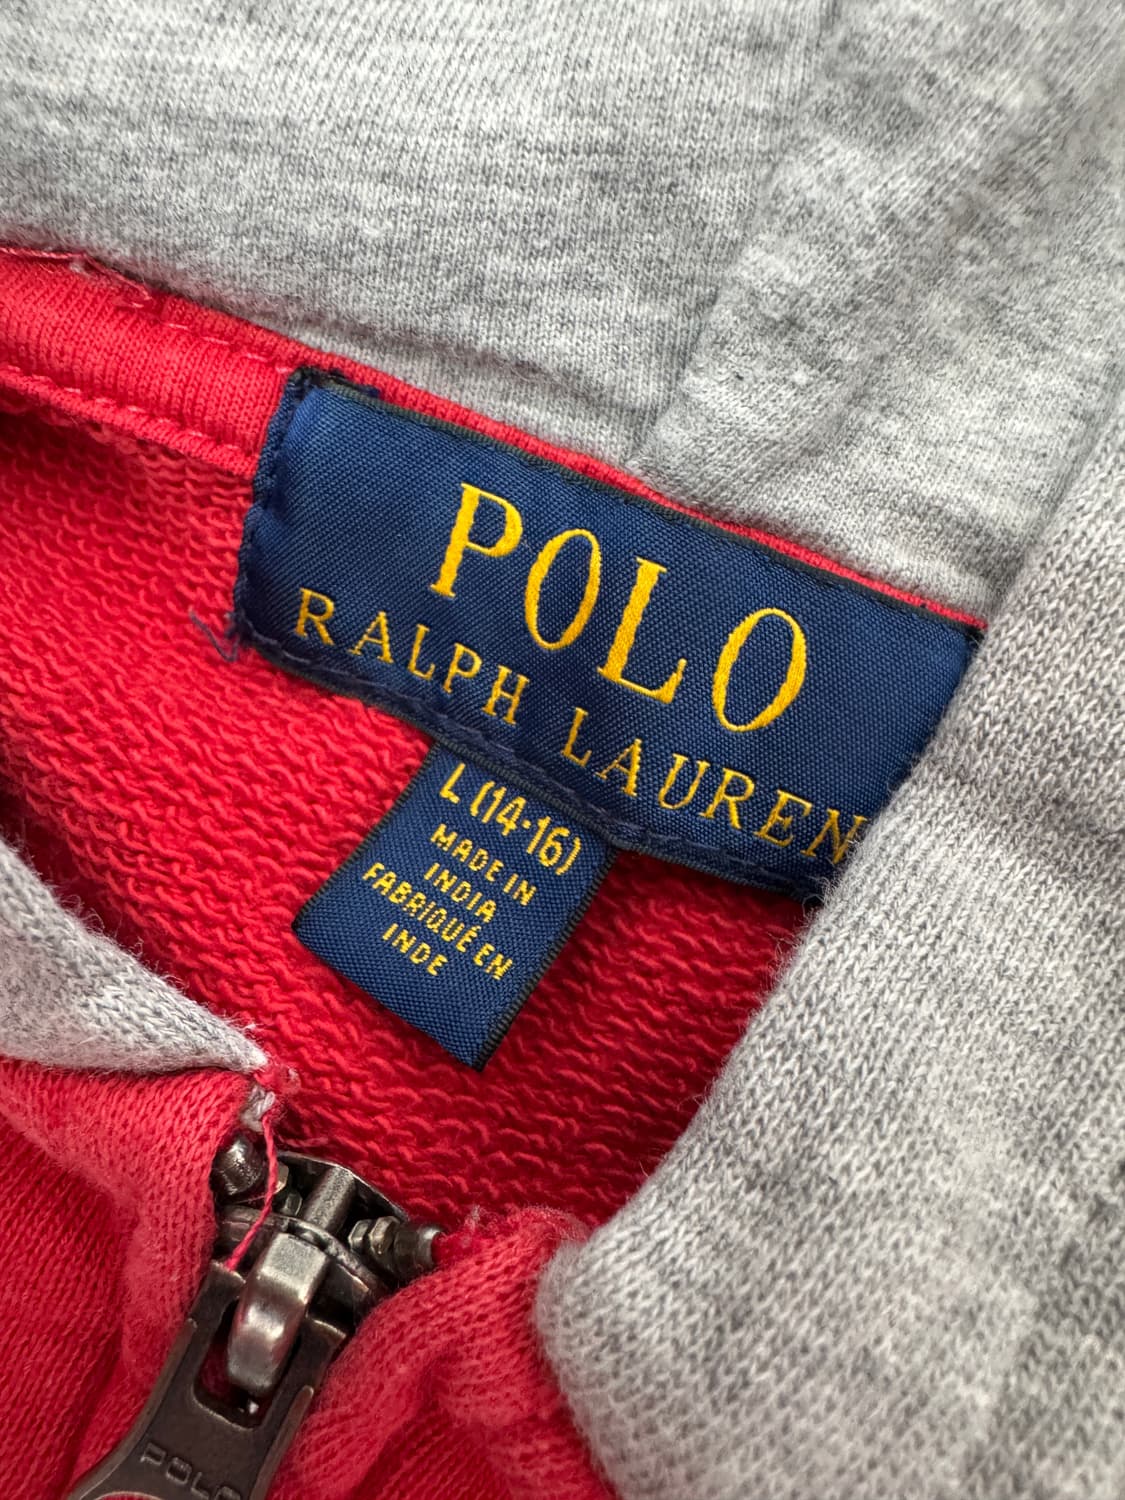 POLO
RALPH LAUREN
L (14-16)
MADE IN
INDIA
FABRIQUÉ EN
INDE
POLO